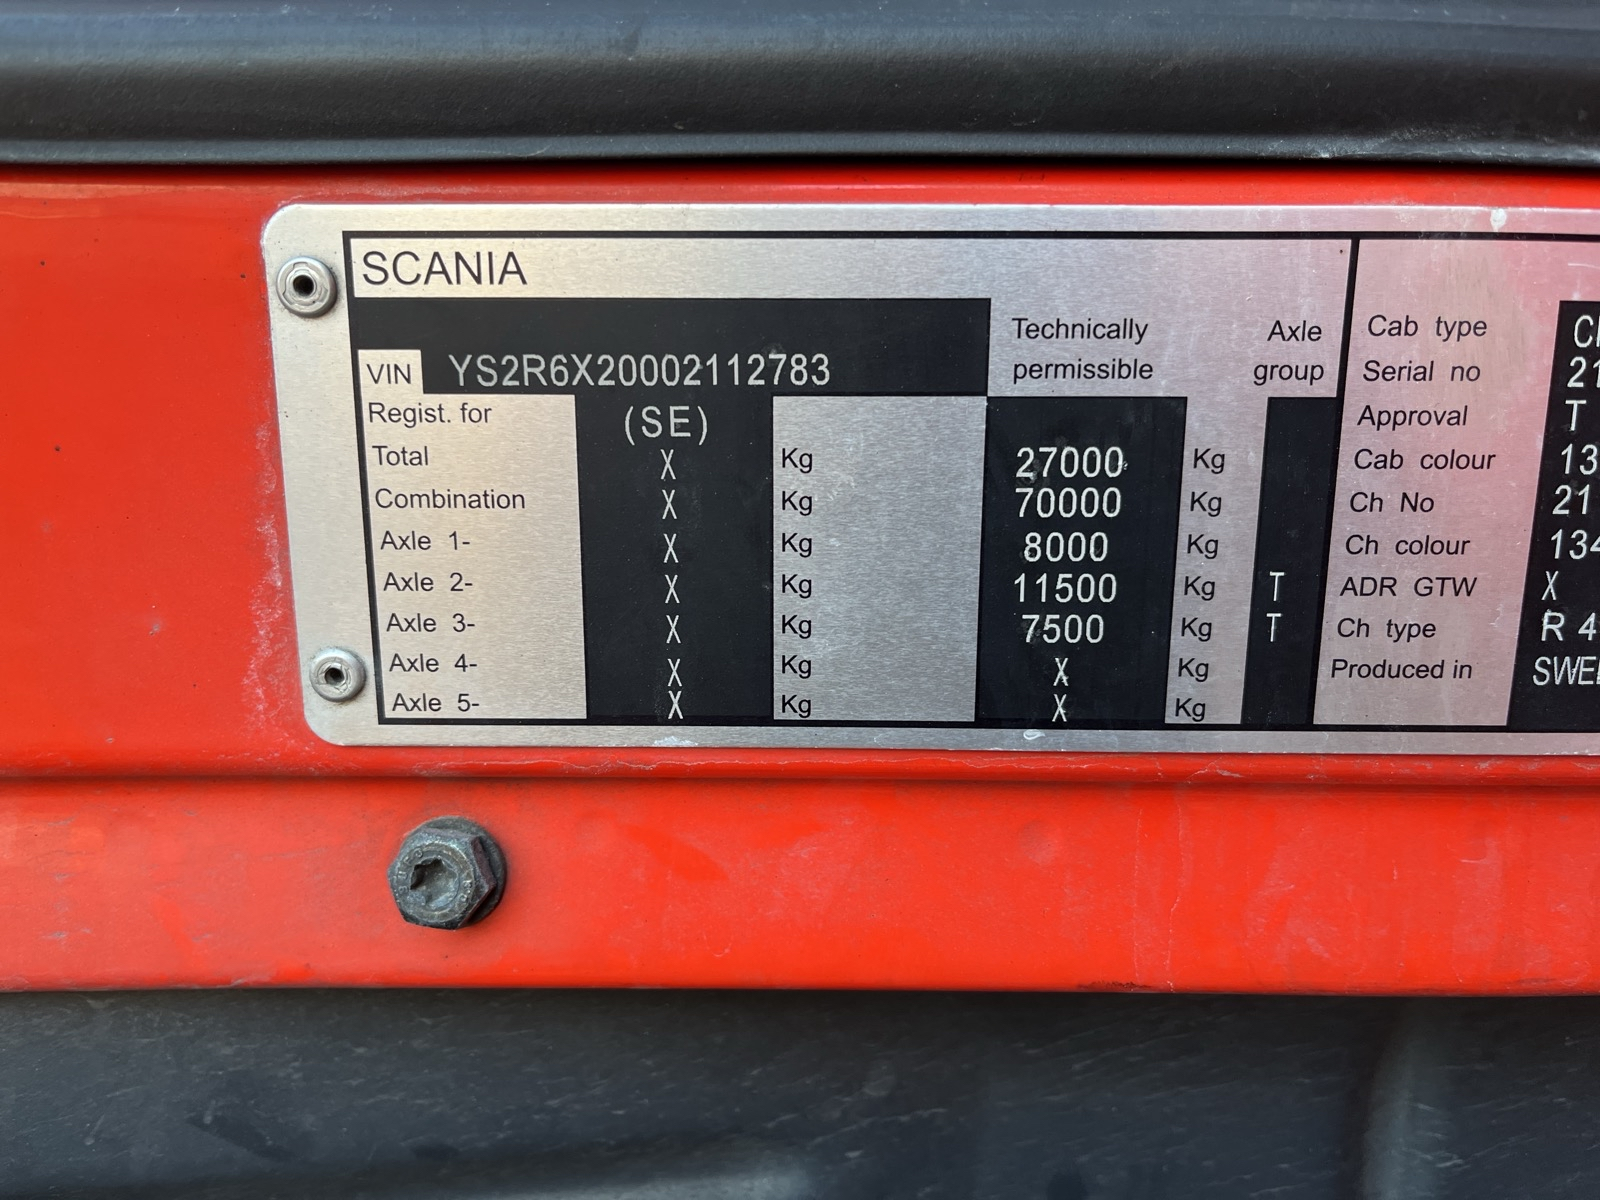 SCANIA
VIN YS2R6X20002112783
Technically permissible
Axle group
Regist. for (SE)
Total X Kg 27000 Kg
Combination X Kg 70000 Kg
Axle 1- X Kg 8000 Kg
Axle 2- X Kg 11500 Kg T
Axle 3- X Kg 7500 Kg T
Axle 4- X Kg X Kg
Axle 5- X Kg X Kg
Cab type
Serial no 21
Approval T
Cab colour 13
Ch No 21
Ch colour 134
ADR GTW X
Ch type R 4
Produced in SWE